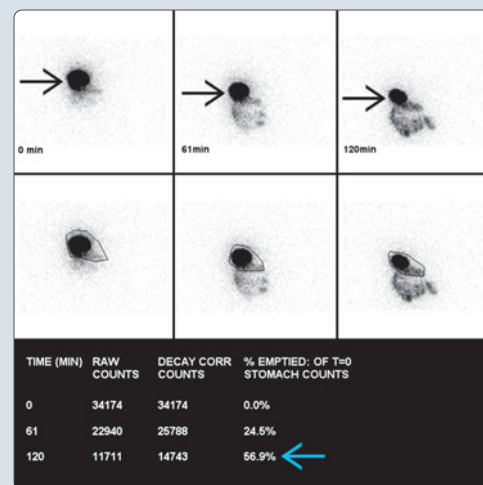 0 min
61min
120min
TIME (MIN) RAW COUNTS DECAY CORR COUNTS % EMPTIED: OF T=0 STOMACH COUNTS
0 34174 34174 0.0%
61 22940 25788 24.5%
120 11711 14743 56.9%